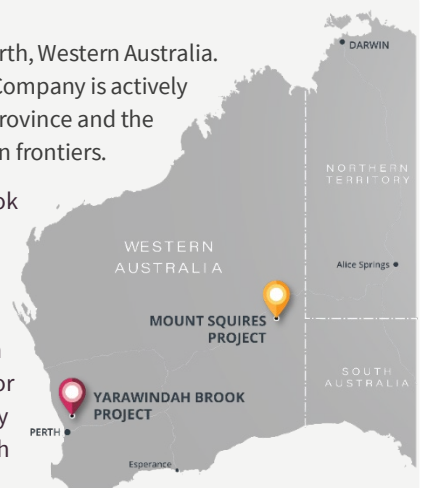 rth, Western Australia.
Company is actively
rovince and the
n frontiers.
ok
or
y
h
DARWIN
NORTHERN
TERRITORY
WESTERN
AUSTRALIA
Alice Springs
MOUNT SQUIRES
PROJECT
SOUTH
AUSTRALIA
YARAWINDAH BROOK
PROJECT
PERTH
Esperance